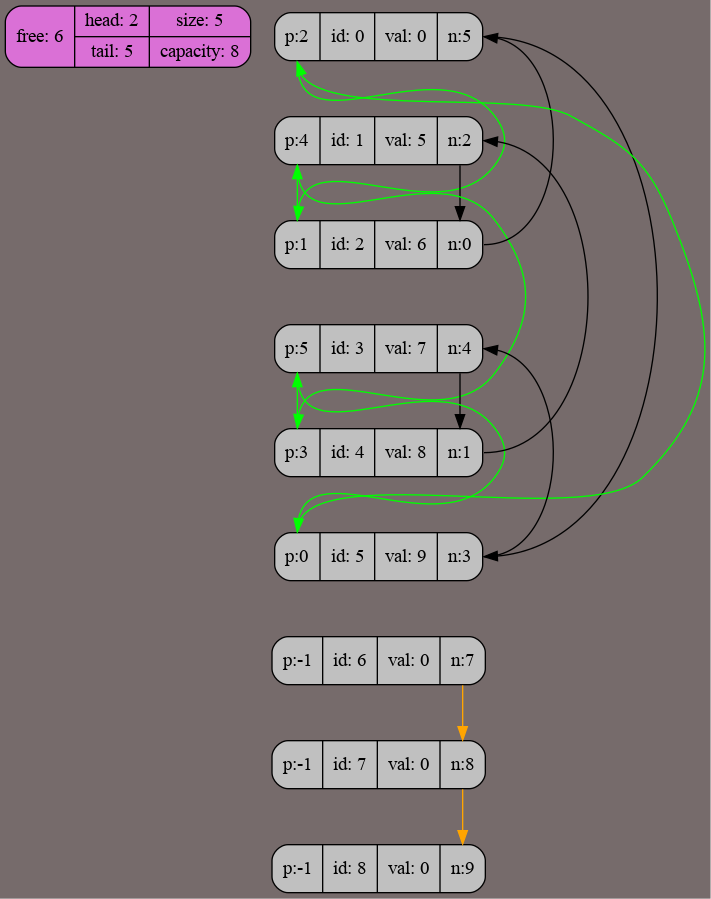 free: 6 head: 2 size: 5
tail: 5 capacity: 8
p:2 id: 0 val: 0 n:5
p:4 id: 1 val: 5 n:2
p:1 id: 2 val: 6 n:0
p:5 id: 3 val: 7 n:4
p:3 id: 4 val: 8 n:1
p:0 id: 5 val: 9 n:3
p:-1 id: 6 val: 0 n:7
p:-1 id: 7 val: 0 n:8
p:-1 id: 8 val: 0 n:9